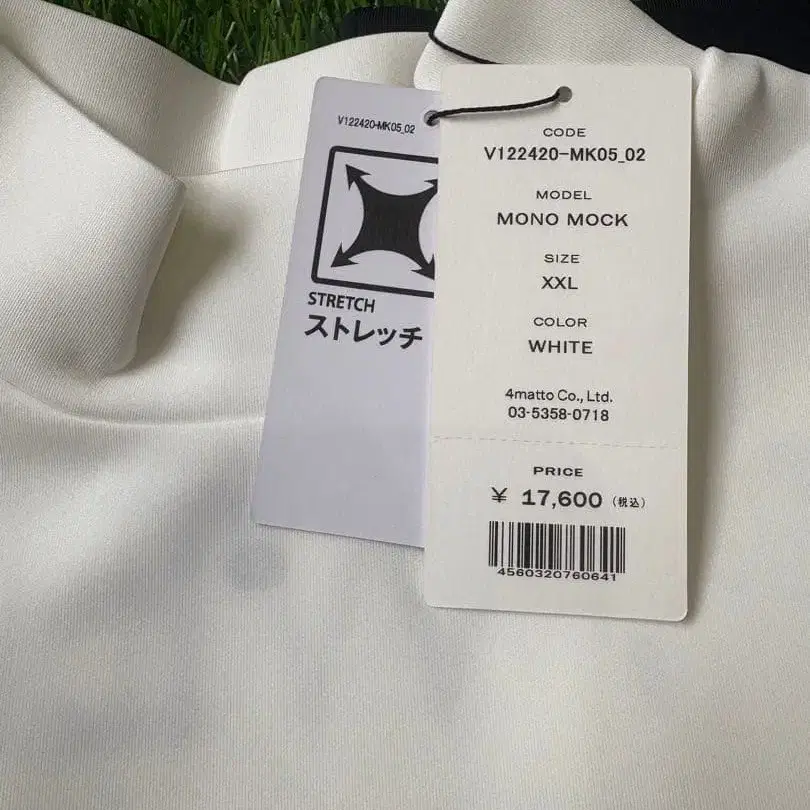 V122420-MK05_02
STRETCH
ストレッチ
CODE
V122420-MK05_02
MODEL
MONO MOCK
SIZE
XXL
COLOR
WHITE
4matto Co., Ltd.
03-5358-0718
PRICE
¥ 17,600 (税込)
4560320760641